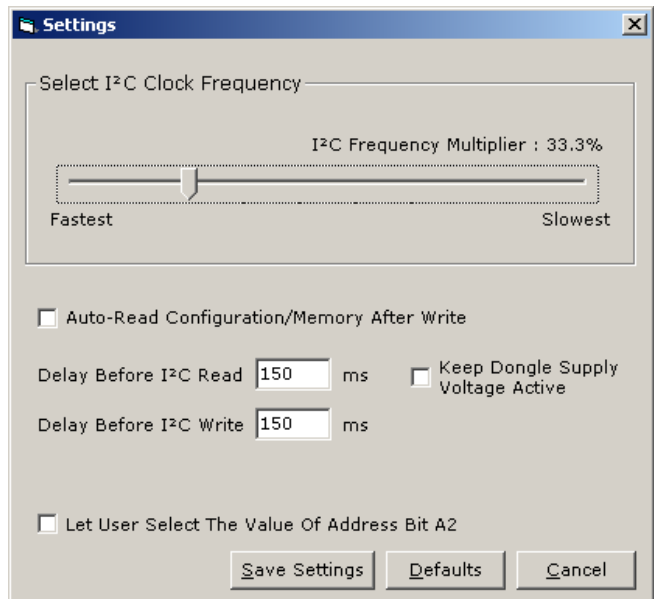 Settings
Select I²C Clock Frequency
I²C Frequency Multiplier : 33.3%
Fastest Slowest
Auto-Read Configuration/Memory After Write
Delay Before I²C Read 150 ms
Keep Dongle Supply
Voltage Active
Delay Before I²C Write 150 ms
Let User Select The Value Of Address Bit A2
Save Settings Defaults Cancel